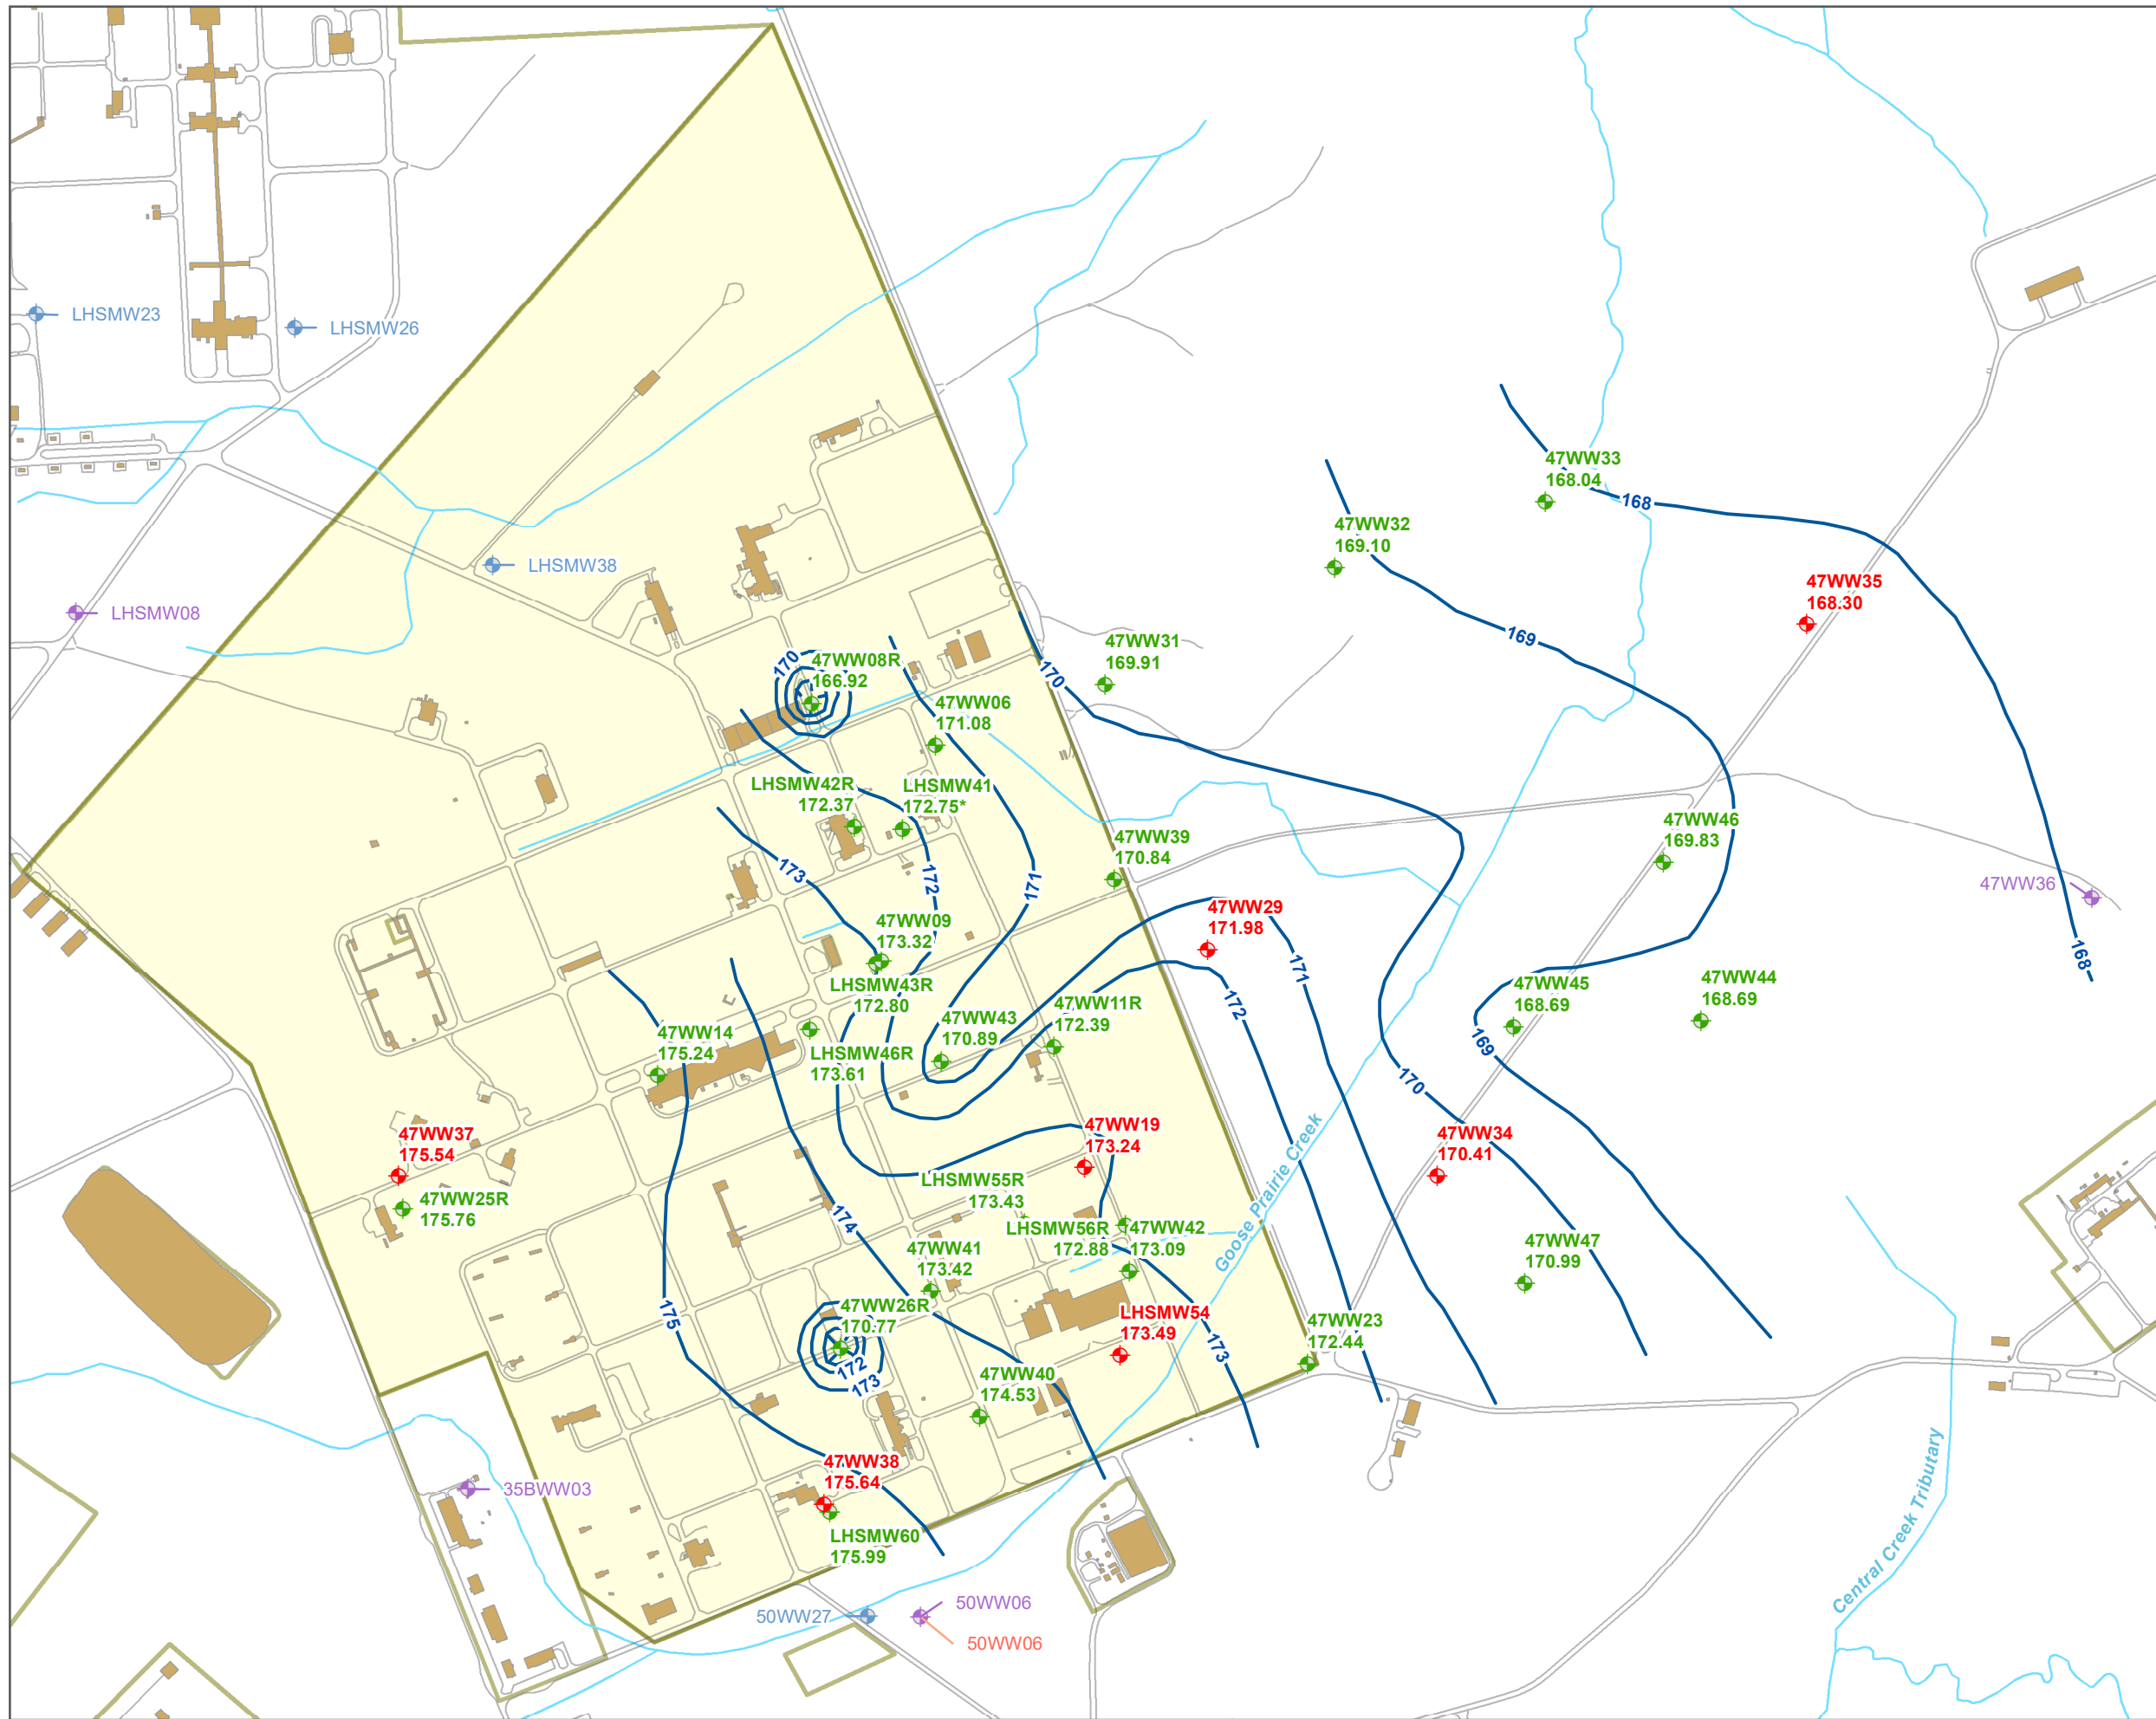 LHSMW23
LHSMW26
47WW33
168.04
168
47WW32
169.10
LHSMW38
47WW35
168.30
LHSMW08
169
47WW31
169.91
170
47WW08R
166.92
170
47WW06
171.08
LHSMW42R
172.37
LHSMW41
172.75*
47WW46
169.83
47WW39
170.84
173
172
171
47WW36
47WW29
171.98
47WW09
173.32
168
171
LHSMW43R
172.80
47WW45
168.69
47WW44
168.69
47WW11R
172.39
172
47WW43
170.89
47WW14
175.24
LHSMW46R
173.61
169
170
47WW37
175.54
47WW19
173.24
47WW34
170.41
Goose Prairie Creek
LHSMW55R
173.43
47WW25R
175.76
174
LHSMW56R
172.88
47WW42
173.09
47WW41
173.42
47WW47
170.99
175
47WW26R
170.77
LHSMW54
173.49
47WW23
172.44
173
172
173
47WW40
174.53
47WW38
175.64
35BWW03
Central Creek Tributary
LHSMW60
175.99
50WW27
50WW06
50WW06